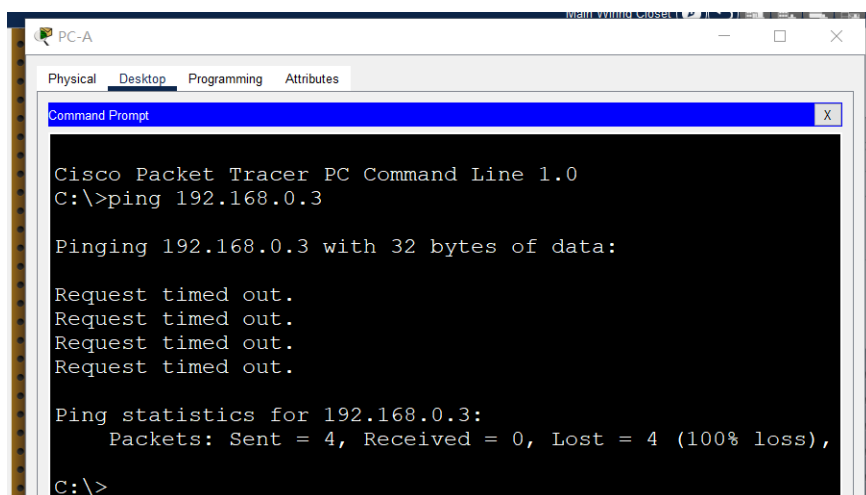 Main Wiring Closet
PC-A
Physical Desktop Programming Attributes
Command Prompt
X
Cisco Packet Tracer PC Command Line 1.0
C:\>ping 192.168.0.3
Pinging 192.168.0.3 with 32 bytes of data:
Request timed out.
Request timed out.
Request timed out.
Request timed out.
Ping statistics for 192.168.0.3:
Packets: Sent = 4, Received = 0, Lost = 4 (100% loss),
C:\>